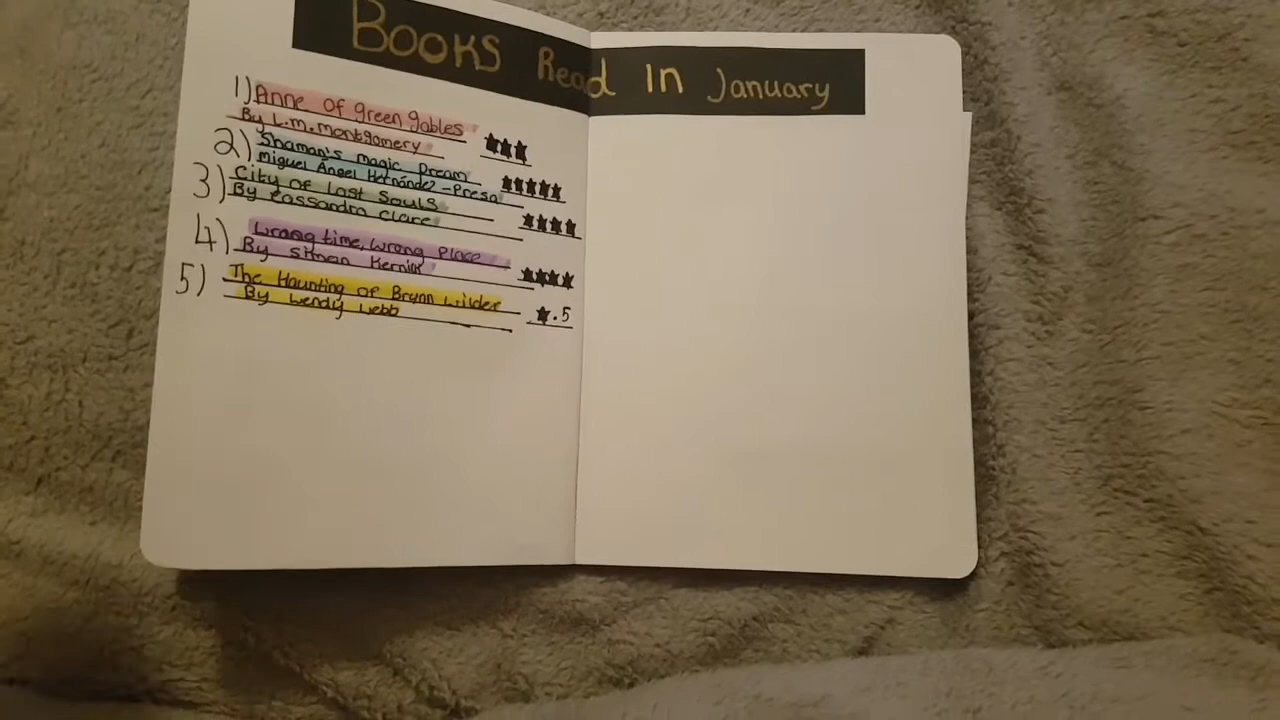 Books Read In January
1) Anne of green gables
By L.M. Montgomery
2) Shaman's magic Dream
Miguel Ángel Hernández-Presa
3) City of Lost Souls
By Cassandra Clare
4) Wrong time, wrong place
By Simon Kernick
5) The Haunting of Brynn Wilder
By Wendy Webb
.5